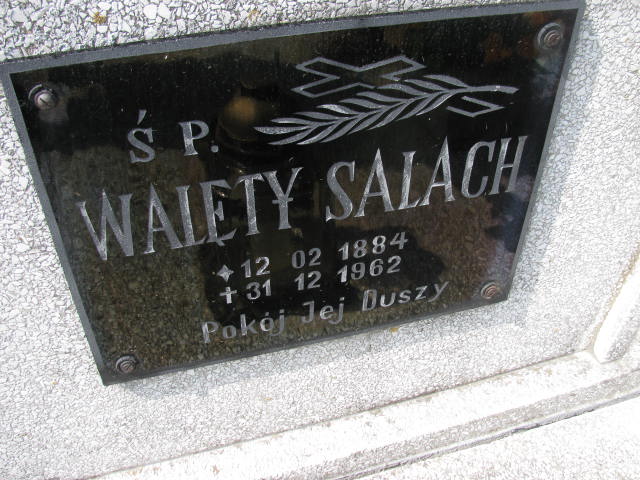 Ś P.
WALĘTY SALACH
✦ 12 02 1884
+ 31 12 1962
Pokój Jej Duszy